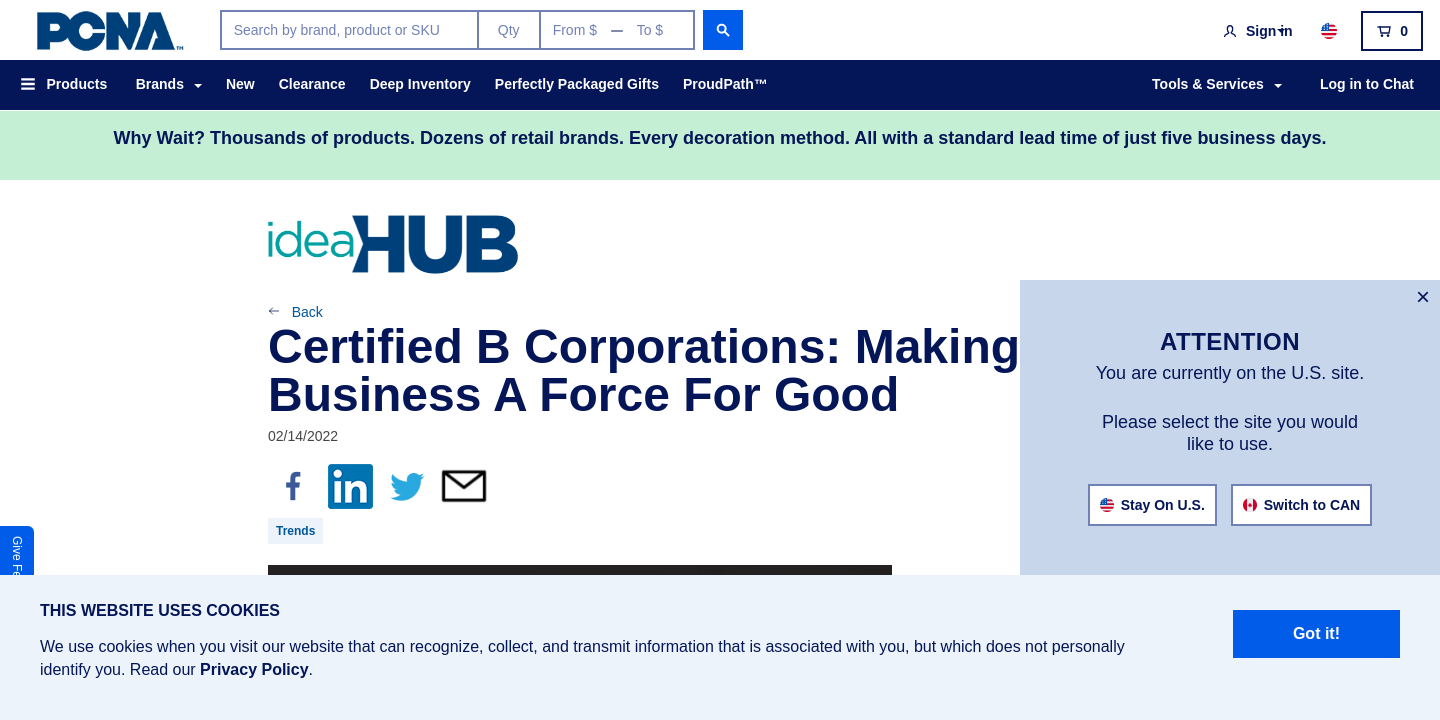 PCNA™
Search by brand, product or SKU
Qty
From $ — To $
Sign in
0
Products
Brands
New
Clearance
Deep Inventory
Perfectly Packaged Gifts
ProudPath™
Tools & Services
Log in to Chat
Why Wait? Thousands of products. Dozens of retail brands. Every decoration method. All with a standard lead time of just five business days.
ideaHUB
Back
Certified B Corporations: Making
Business A Force For Good
02/14/2022
Trends
ATTENTION
You are currently on the U.S. site.
Please select the site you would
like to use.
Stay On U.S.
Switch to CAN
Give
THIS WEBSITE USES COOKIES
We use cookies when you visit our website that can recognize, collect, and transmit information that is associated with you, but which does not personally
identify you. Read our Privacy Policy.
Got it!